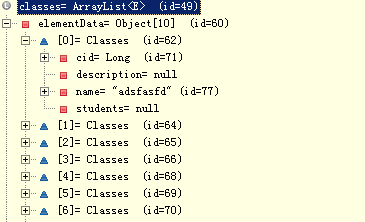 classes= ArrayList<E> (id=49)
elementData= Object[10] (id=60)
[0]= Classes (id=62)
cid= Long (id=71)
description= null
name= "adsfasfd" (id=77)
students= null
[1]= Classes (id=64)
[2]= Classes (id=65)
[3]= Classes (id=66)
[4]= Classes (id=68)
[5]= Classes (id=69)
[6]= Classes (id=70)